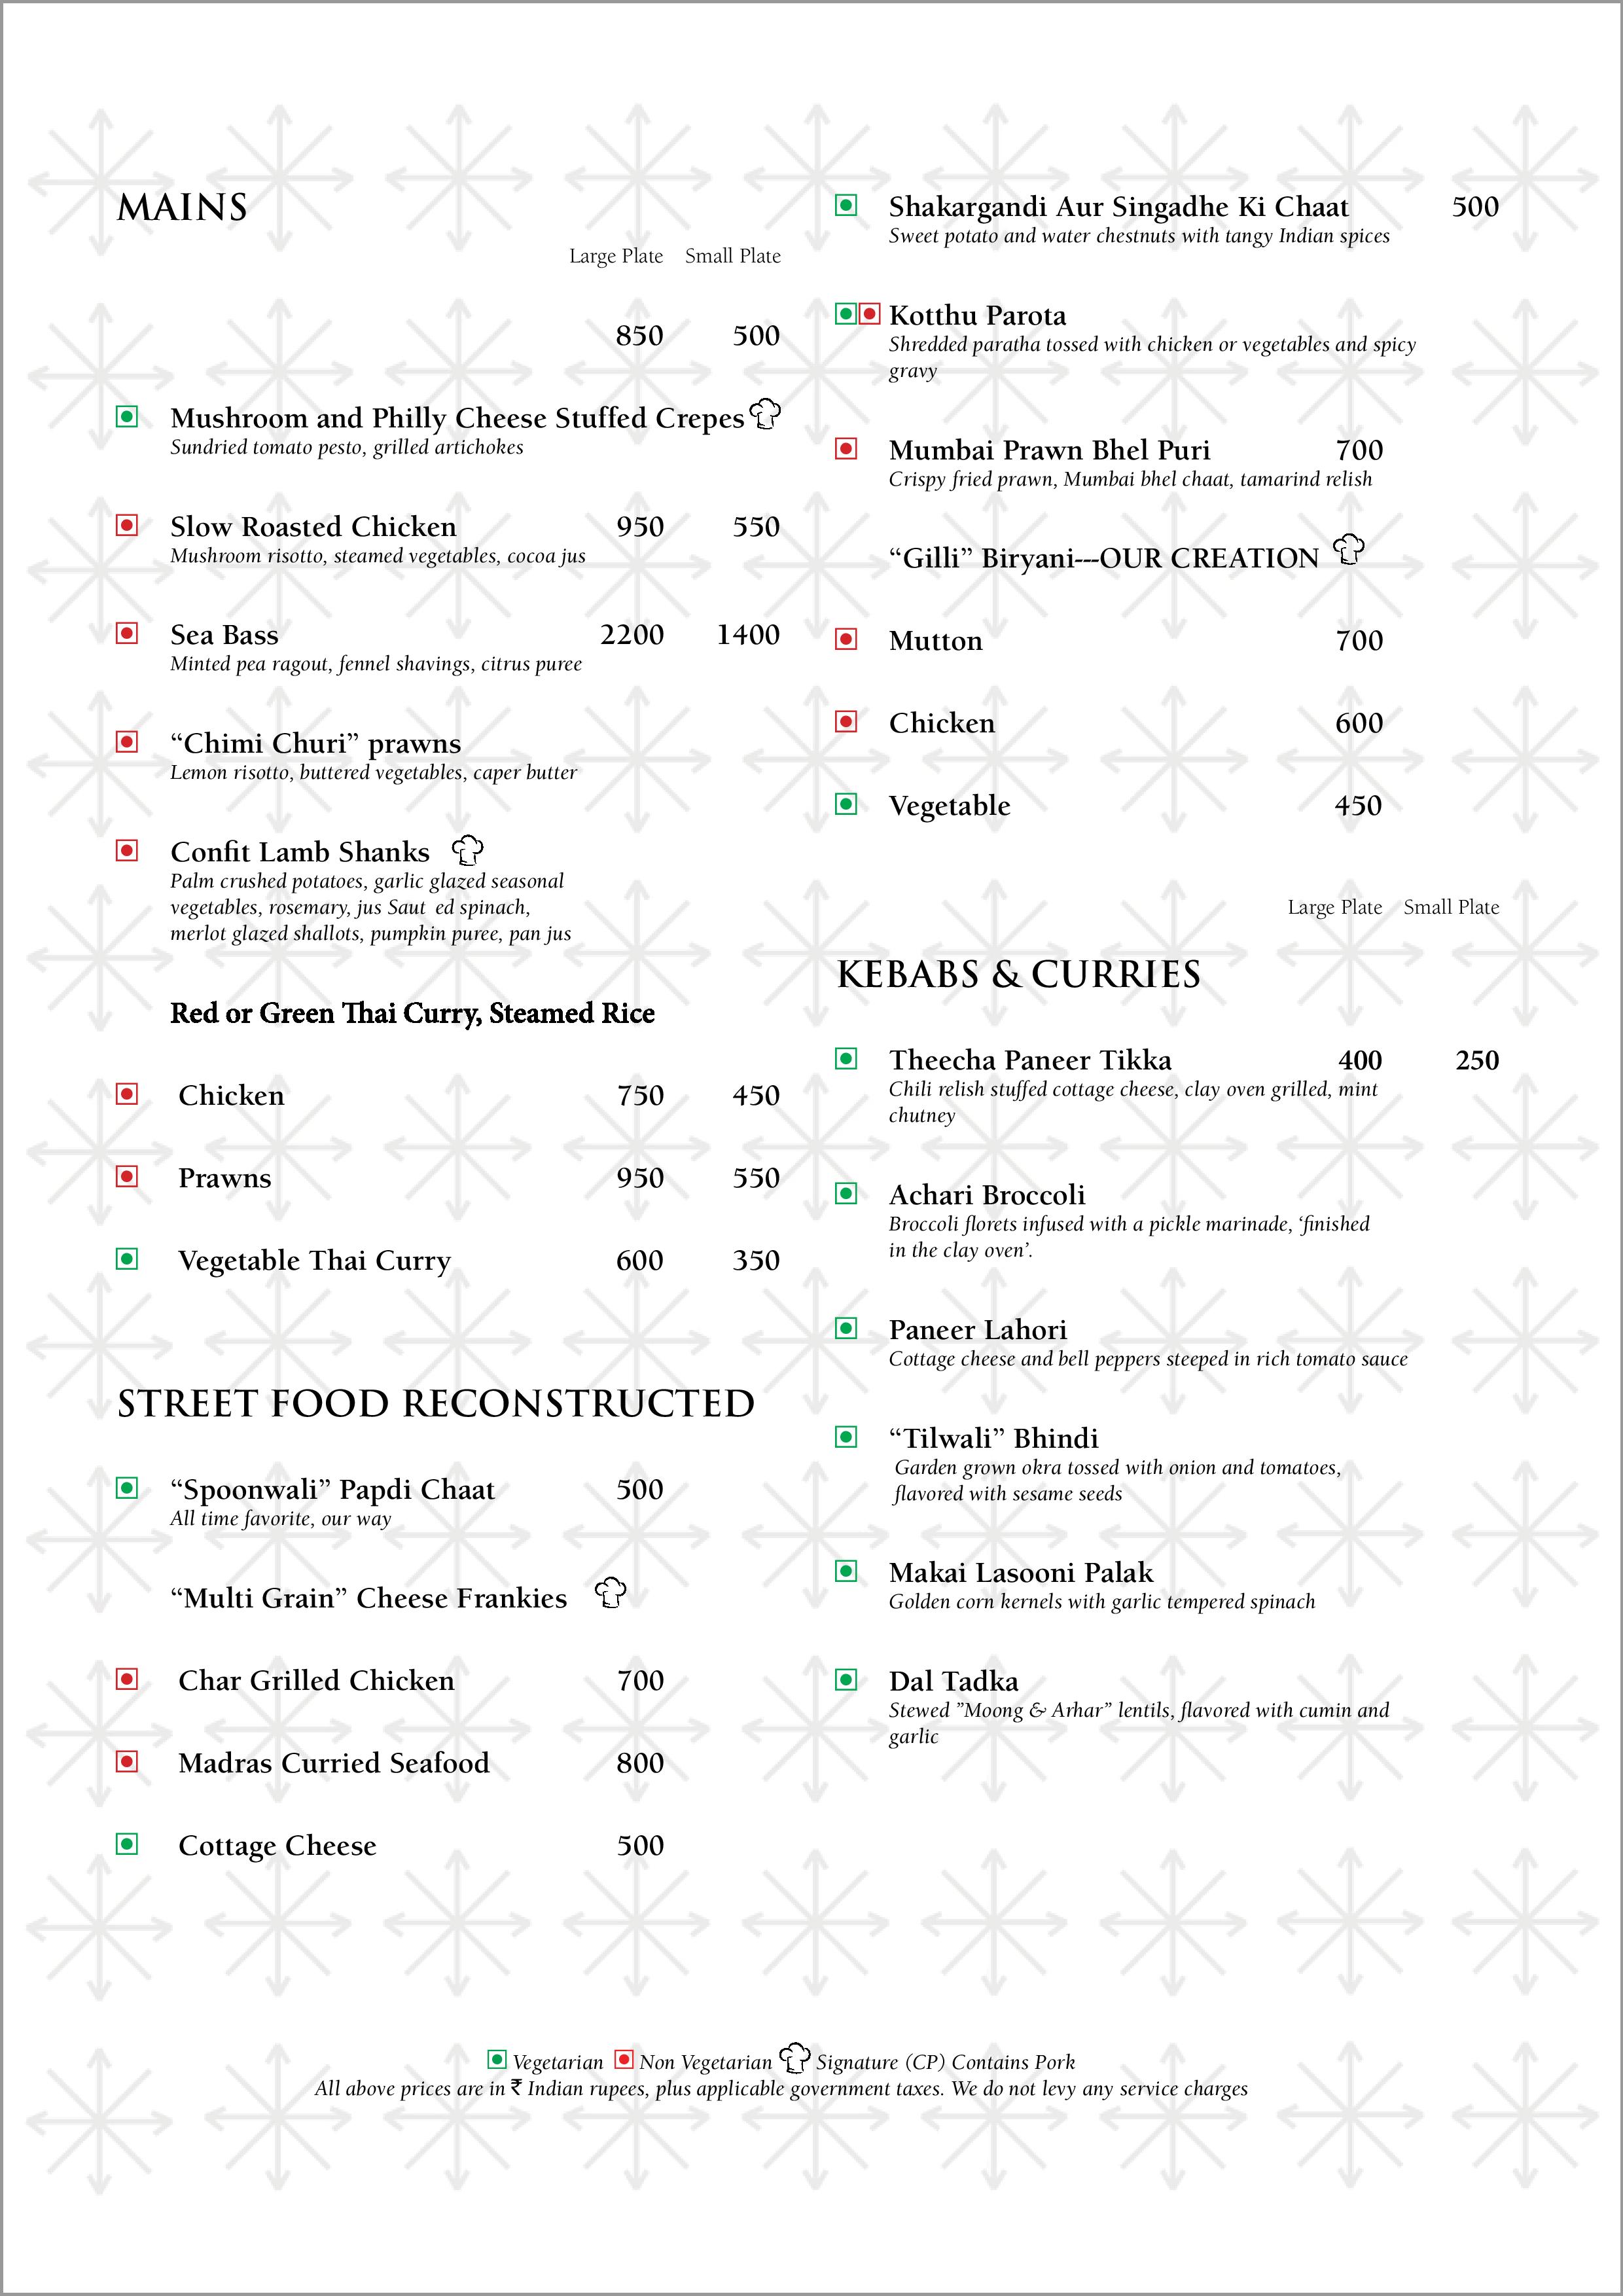 MAINS
Large Plate Small Plate
850 500
Mushroom and Philly Cheese Stuffed Crepes
Sundried tomato pesto, grilled artichokes
Slow Roasted Chicken 950 550
Mushroom risotto, steamed vegetables, cocoa jus
Sea Bass 2200 1400
Minted pea ragout, fennel shavings, citrus puree
“Chimi Churi” prawns
Lemon risotto, buttered vegetables, caper butter
Confit Lamb Shanks
Palm crushed potatoes, garlic glazed seasonal
vegetables, rosemary, jus Saut ed spinach,
merlot glazed shallots, pumpkin puree, pan jus
Red or Green Thai Curry, Steamed Rice
Chicken 750 450
Prawns 950 550
Vegetable Thai Curry 600 350
STREET FOOD RECONSTRUCTED
“Spoonwali” Papdi Chaat 500
All time favorite, our way
“Multi Grain” Cheese Frankies
Char Grilled Chicken 700
Madras Curried Seafood 800
Cottage Cheese 500
Shakargandi Aur Singadhe Ki Chaat 500
Sweet potato and water chestnuts with tangy Indian spices
Kotthu Parota
Shredded paratha tossed with chicken or vegetables and spicy
gravy
Mumbai Prawn Bhel Puri 700
Crispy fried prawn, Mumbai bhel chaat, tamarind relish
“Gilli” Biryani---OUR CREATION
Mutton 700
Chicken 600
Vegetable 450
Large Plate Small Plate
KEBABS & CURRIES
Theecha Paneer Tikka 400 250
Chili relish stuffed cottage cheese, clay oven grilled, mint
chutney
Achari Broccoli
Broccoli florets infused with a pickle marinade, ‘finished
in the clay oven’.
Paneer Lahori
Cottage cheese and bell peppers steeped in rich tomato sauce
“Tilwali” Bhindi
Garden grown okra tossed with onion and tomatoes,
flavored with sesame seeds
Makai Lasooni Palak
Golden corn kernels with garlic tempered spinach
Dal Tadka
Stewed ”Moong & Arhar” lentils, flavored with cumin and
garlic
Vegetarian Non Vegetarian Signature (CP) Contains Pork
All above prices are in ₹ Indian rupees, plus applicable government taxes. We do not levy any service charges